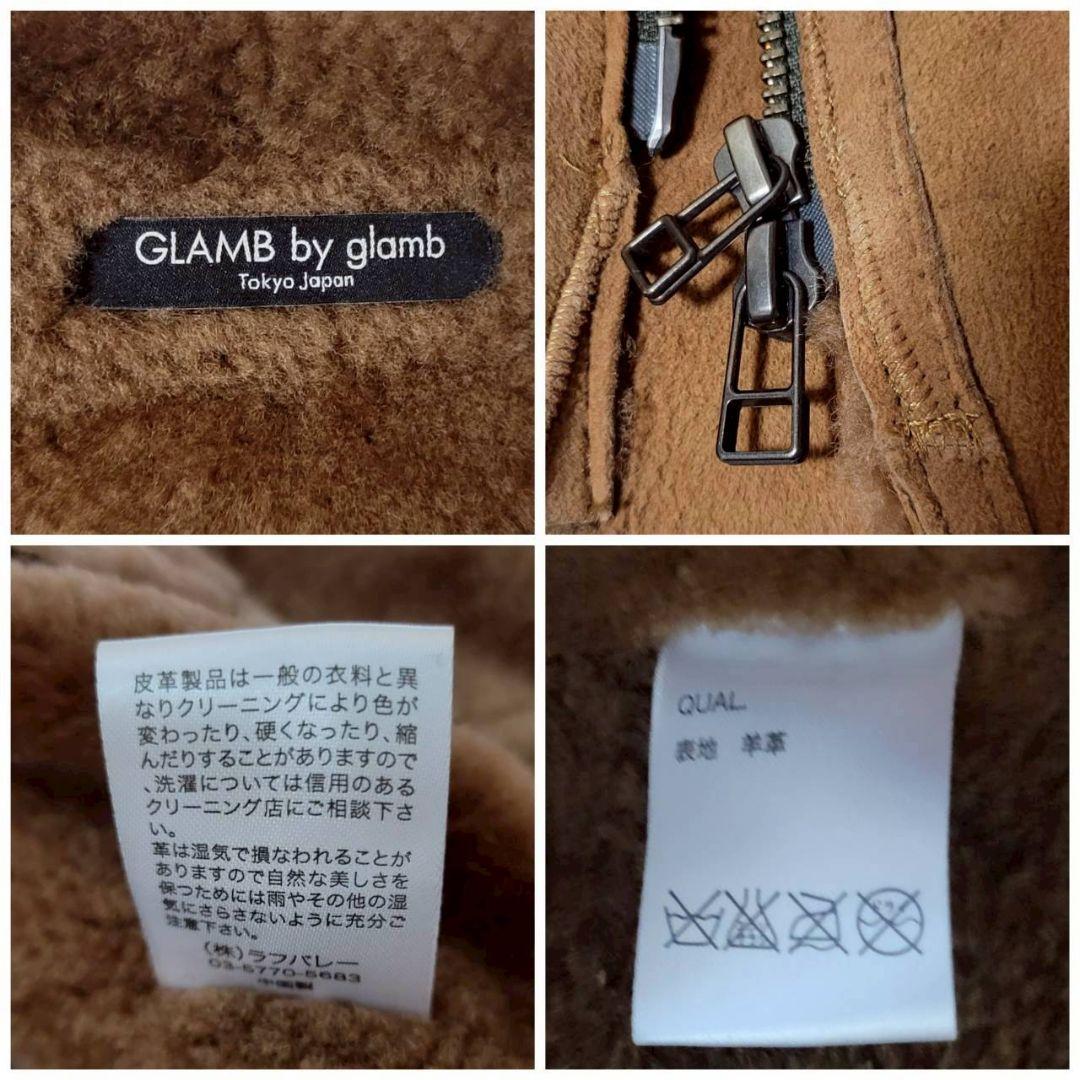 GLAMB by glamb
Tokyo Japan
皮革製品は一般の衣料と異
なりクリーニングにより色が
変わったり、硬くなったり、縮
んだりすることがありますので
、洗濯については信用のある
クリーニング店にご相談下さ
い。
革は湿気で損なわれることが
ありますので自然な美しさを
保つためには雨やその他の湿
気にさらさないように充分ご
注意下さい。
(株)ラフバレー
03-5770-5683
中国製
QUAL.
表地 羊革